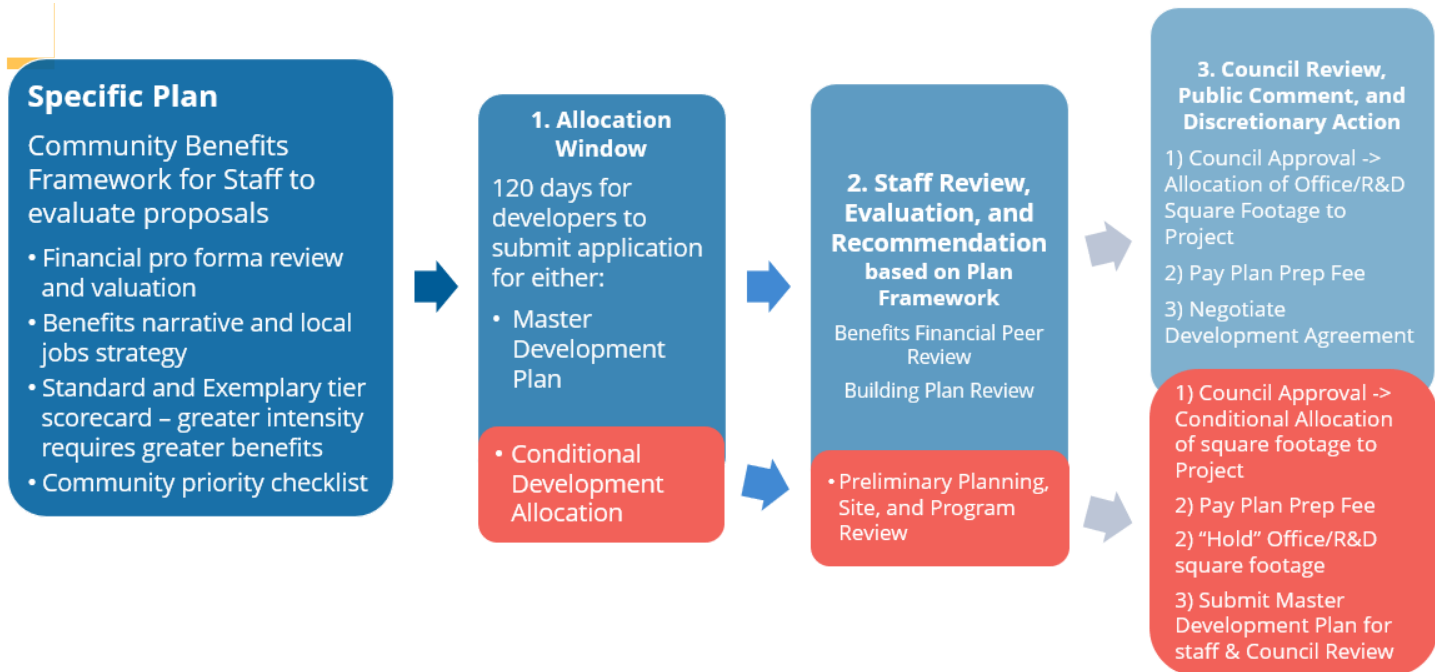 Specific Plan
Community Benefits
Framework for Staff to
evaluate proposals
• Financial pro forma review
and valuation
• Benefits narrative and local
jobs strategy
• Standard and Exemplary tier
scorecard – greater intensity
requires greater benefits
• Community priority checklist
1. Allocation
Window
120 days for
developers to
submit application
for either:
• Master
Development
Plan
• Conditional
Development
Allocation
2. Staff Review,
Evaluation, and
Recommendation
based on Plan
Framework
Benefits Financial Peer
Review
Building Plan Review
• Preliminary Planning,
Site, and Program
Review
3. Council Review,
Public Comment, and
Discretionary Action
1) Council Approval ->
Allocation of Office/R&D
Square Footage to
Project
2) Pay Plan Prep Fee
3) Negotiate
Development Agreement
1) Council Approval ->
Conditional Allocation
of square footage to
Project
2) Pay Plan Prep Fee
2) “Hold” Office/R&D
square footage
3) Submit Master
Development Plan for
staff & Council Review